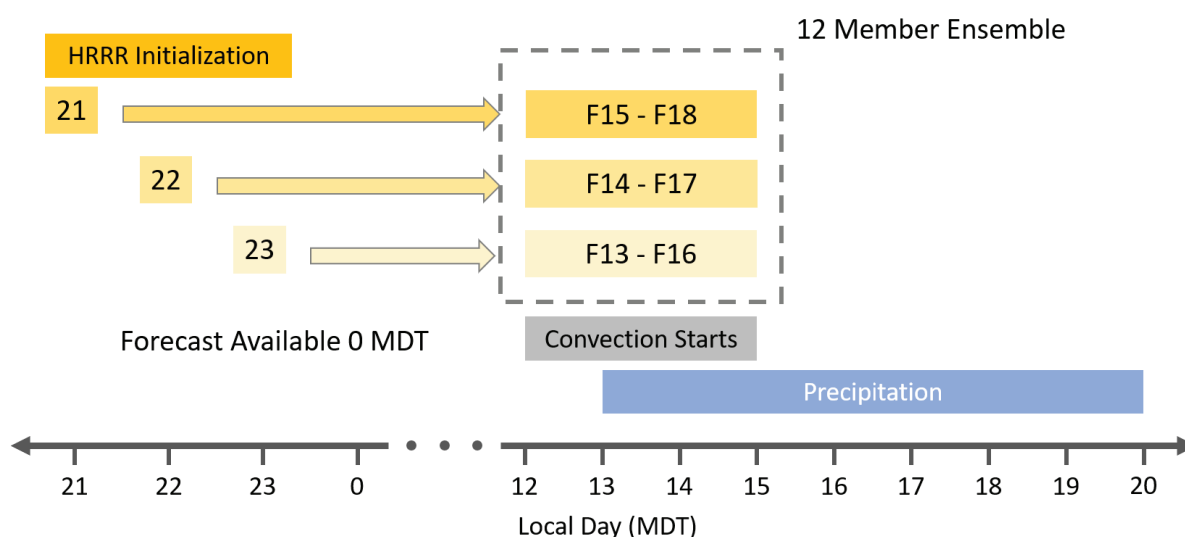 12 Member Ensemble
HRRR Initialization
21
F15 - F18
22
F14 - F17
23
F13 - F16
Forecast Available 0 MDT
Convection Starts
Precipitation
21 22 23 0 12 13 14 15 16 17 18 19 20
Local Day (MDT)